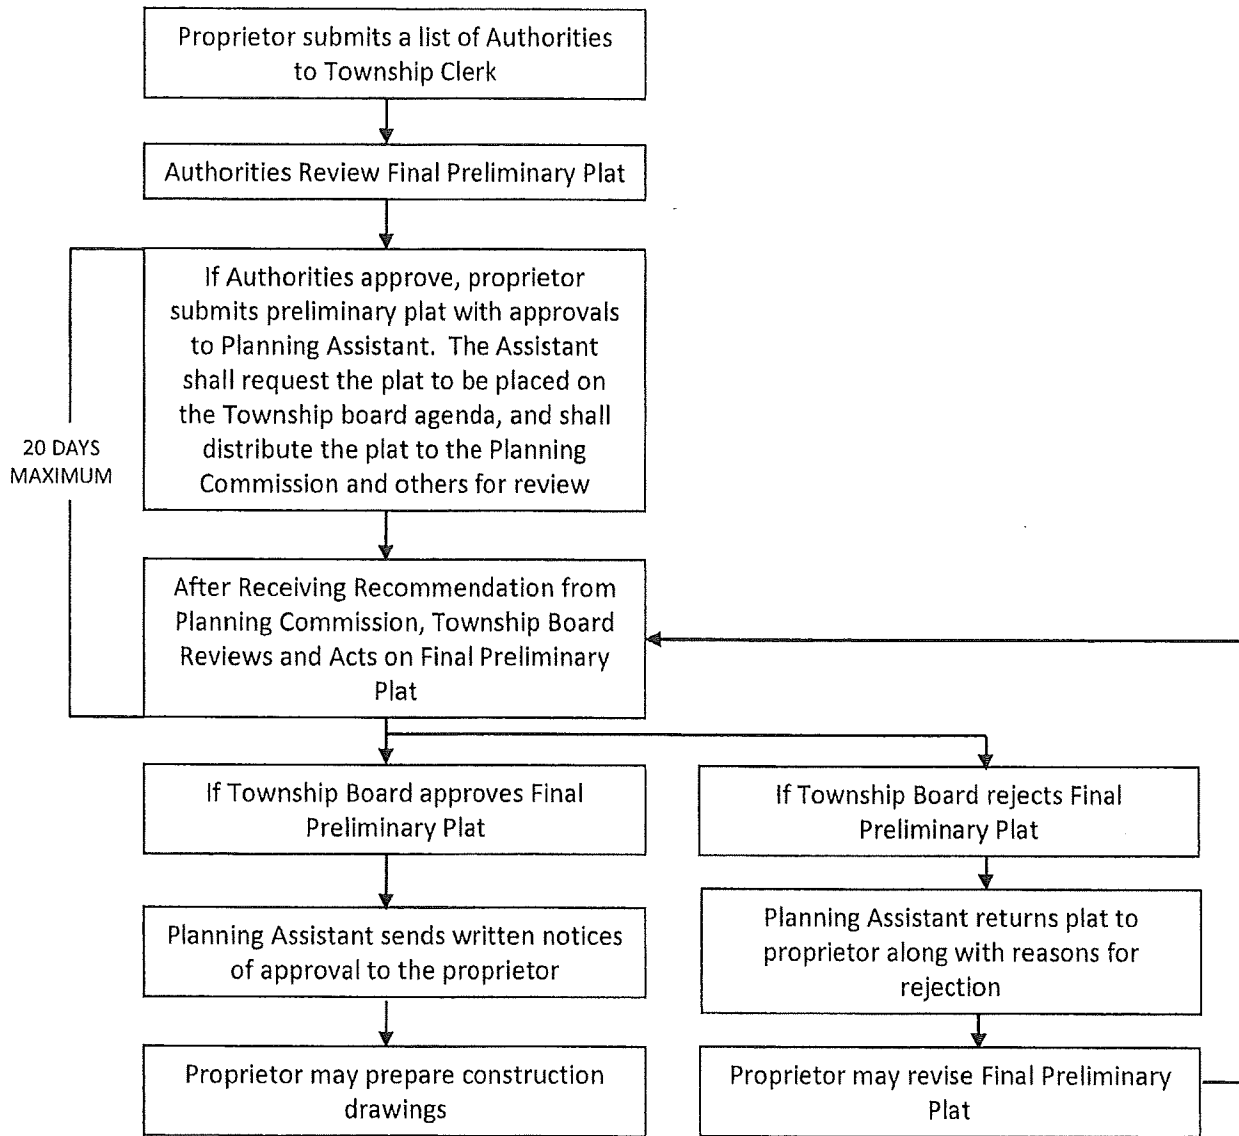 Proprietor submits a list of Authorities
to Township Clerk
Authorities Review Final Preliminary Plat
If Authorities approve, proprietor
submits preliminary plat with approvals
to Planning Assistant. The Assistant
shall request the plat to be placed on
the Township board agenda, and shall
distribute the plat to the Planning
Commission and others for review
20 DAYS
MAXIMUM
After Receiving Recommendation from
Planning Commission, Township Board
Reviews and Acts on Final Preliminary
Plat
If Township Board approves Final
Preliminary Plat
If Township Board rejects Final
Preliminary Plat
Planning Assistant sends written notices
of approval to the proprietor
Planning Assistant returns plat to
proprietor along with reasons for
rejection
Proprietor may prepare construction
drawings
Proprietor may revise Final Preliminary
Plat